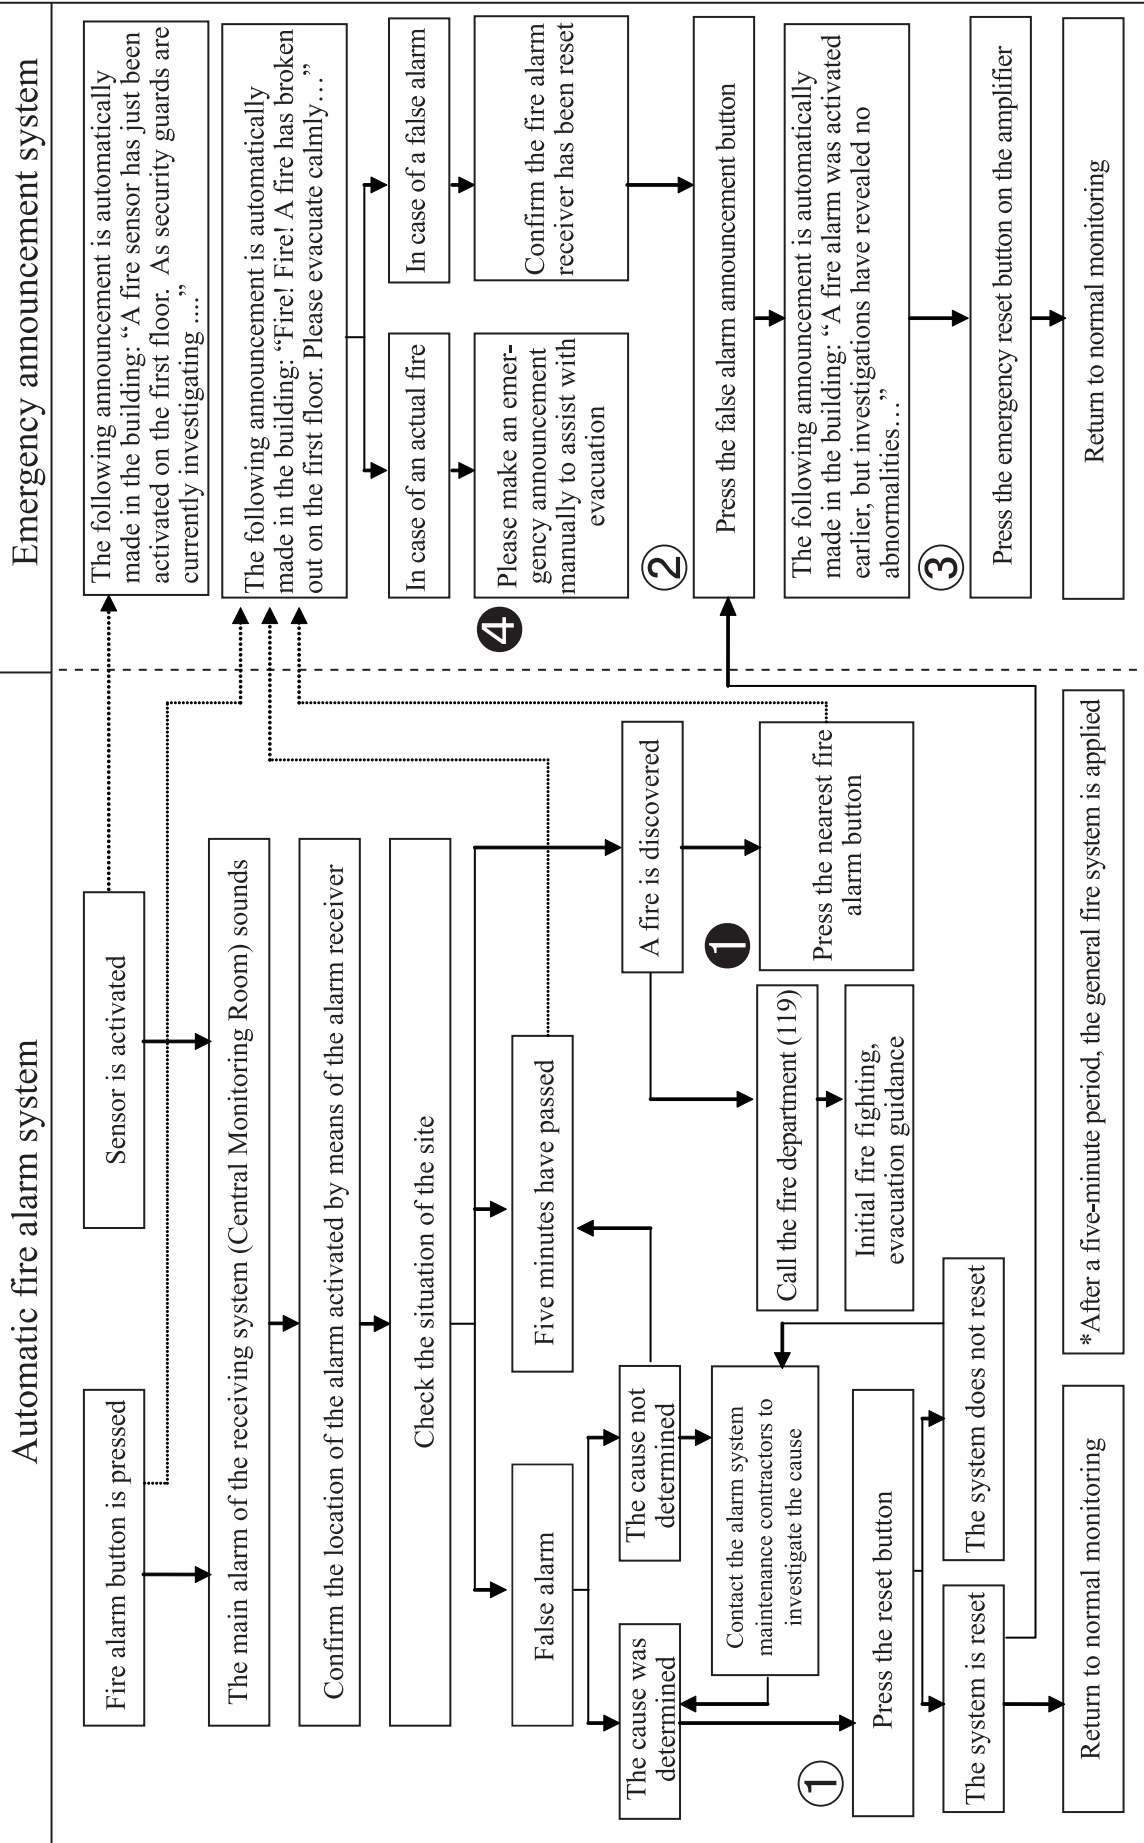 Automatic fire alarm system
Emergency announcement system
Fire alarm button is pressed
Sensor is activated
The main alarm of the receiving system (Central Monitoring Room) sounds
Confirm the location of the alarm activated by means of the alarm receiver
Check the situation of the site
False alarm
Five minutes have passed
The cause was
determined
The cause not
determined
A fire is discovered
Contact the alarm system
maintenance contractors to
investigate the cause
Call the fire department (119)
❶
Press the nearest fire
alarm button
Initial fire fighting,
evacuation guidance
①
Press the reset button
The system is reset
The system does not reset
Return to normal monitoring
*After a five-minute period, the general fire system is applied
The following announcement is automatically
made in the building: “A fire sensor has just been
activated on the first floor. As security guards are
currently investigating ....”
The following announcement is automatically
made in the building: “Fire! Fire! A fire has broken
out on the first floor. Please evacuate calmly…”
In case of an actual fire
In case of a false alarm
❹
Please make an emer-
gency announcement
manually to assist with
evacuation
Confirm the fire alarm
receiver has been reset
②
Press the false alarm announcement button
The following announcement is automatically
made in the building: “A fire alarm was activated
earlier, but investigations have revealed no
abnormalities…”
③
Press the emergency reset button on the amplifier
Return to normal monitoring